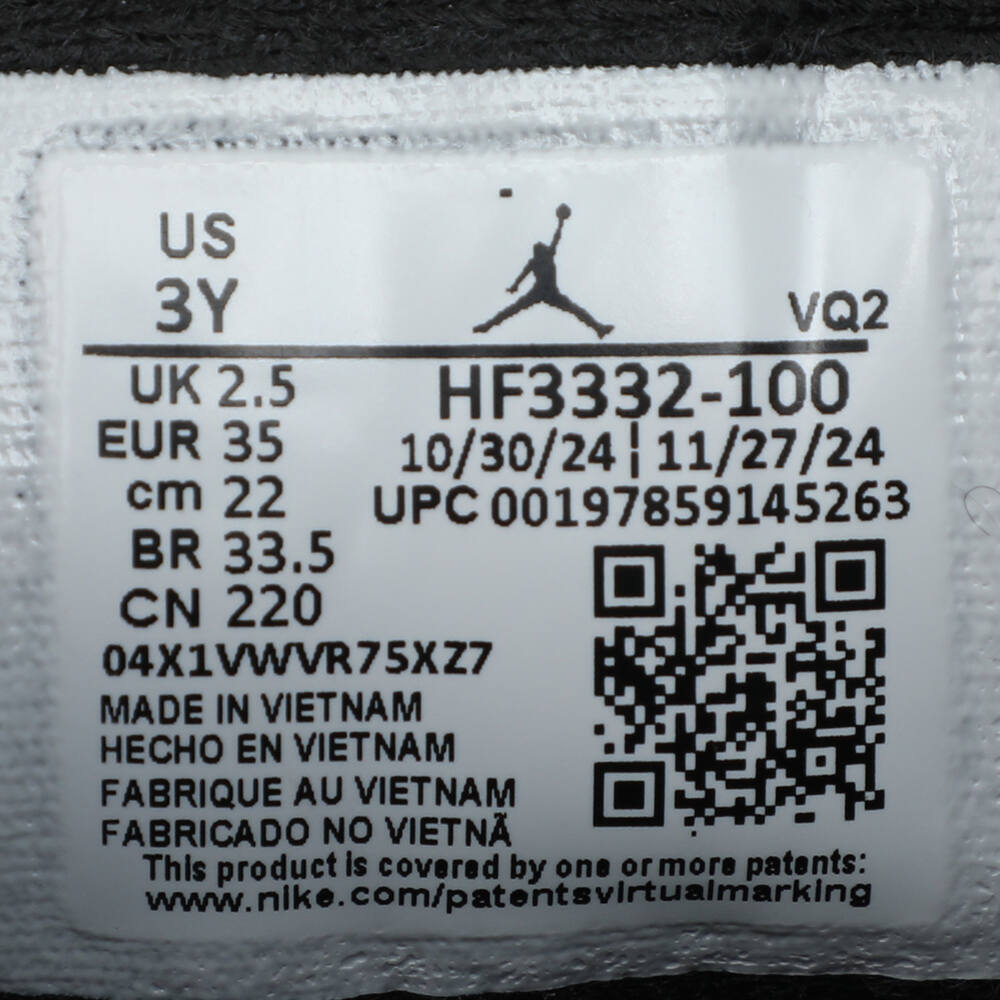 US
3Y
VQ2
UK 2.5
EUR 35
cm 22
BR 33.5
CN 220
HF3332-100
10/30/24 | 11/27/24
UPC 00197859145263
04X1VWVR75XZ7
MADE IN VIETNAM
HECHO EN VIETNAM
FABRIQUE AU VIETNAM
FABRICADO NO VIETNÃ
This product is covered by one or more patents:
www.nike.com/patentsvirtualmarking